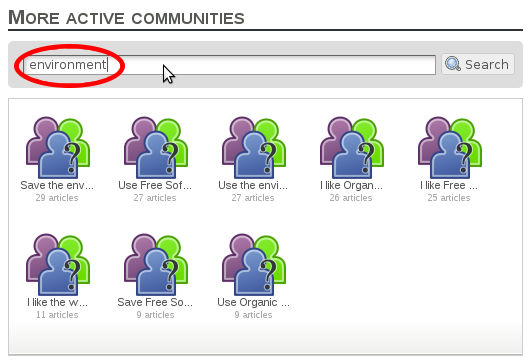 More active communities
environment
Search
Save the env... Use Free Sof... Use the envi... I like Organ... I like Free ...
29 articles 27 articles 27 articles 26 articles 25 articles
I like the w... Save Free So... Use Organic ...
11 articles 9 articles 9 articles